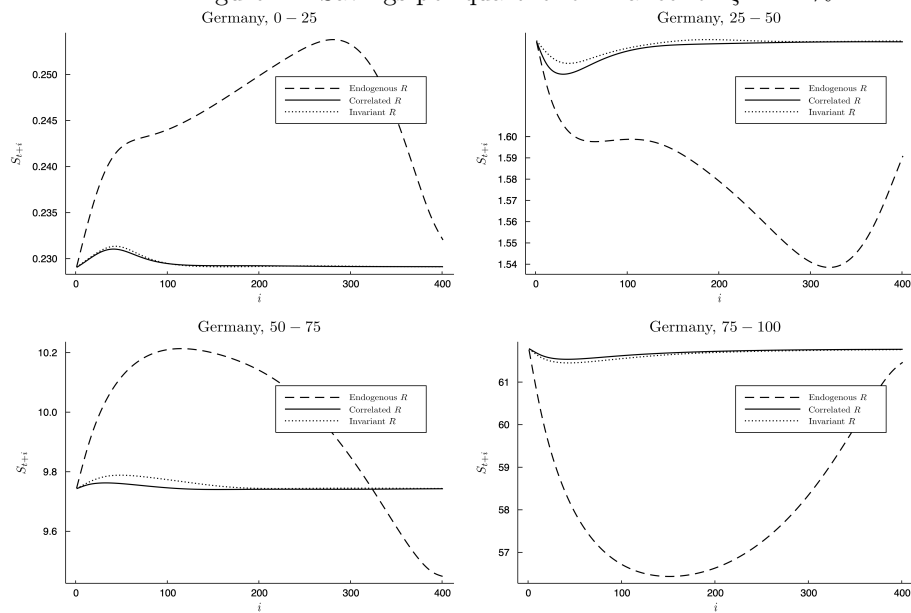 Germany, 0 − 25
0.250
0.245
0.240
0.235
0.230
S_{t+i}
Endogenous R
Correlated R
Invariant R
0 100 200 300 400
i
Germany, 25 − 50
1.60
1.59
1.58
1.57
1.56
1.55
1.54
S_{t+i}
Endogenous R
Correlated R
Invariant R
0 100 200 300 400
i
Germany, 50 − 75
10.2
10.0
9.8
9.6
S_{t+i}
Endogenous R
Correlated R
Invariant R
0 100 200 300 400
i
Germany, 75 − 100
61
60
59
58
57
S_{t+i}
Endogenous R
Correlated R
Invariant R
0 100 200 300 400
i